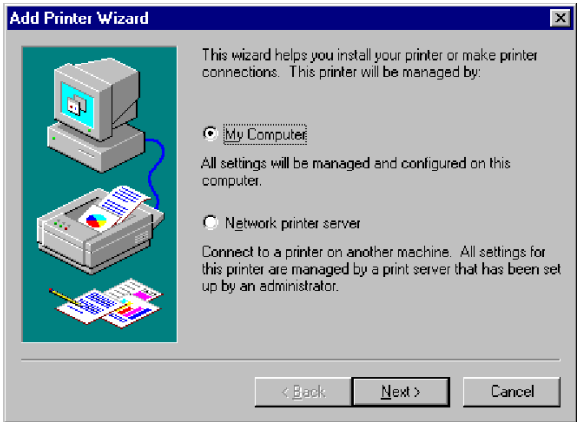 Add Printer Wizard
This wizard helps you install your printer or make printer
connections. This printer will be managed by:
My Computer
All settings will be managed and configured on this
computer.
Network printer server
Connect to a printer on another machine. All settings for
this printer are managed by a print server that has been set
up by an administrator.
< Back
Next >
Cancel